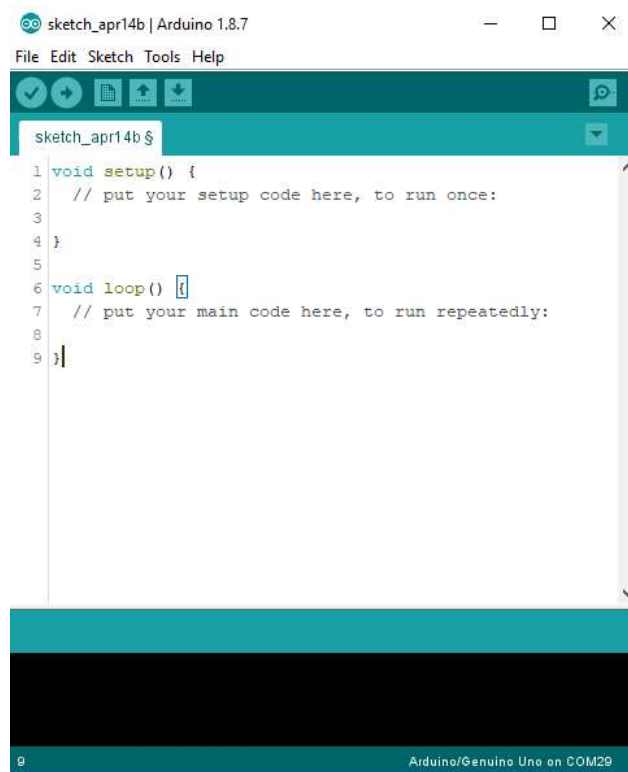 sketch_apr14b | Arduino 1.8.7
File Edit Sketch Tools Help
sketch_apr14b §
1 void setup() {
2   // put your setup code here, to run once:
3
4 }
5
6 void loop() {
7   // put your main code here, to run repeatedly:
8
9 }
9 Arduino/Genuino Uno on COM29